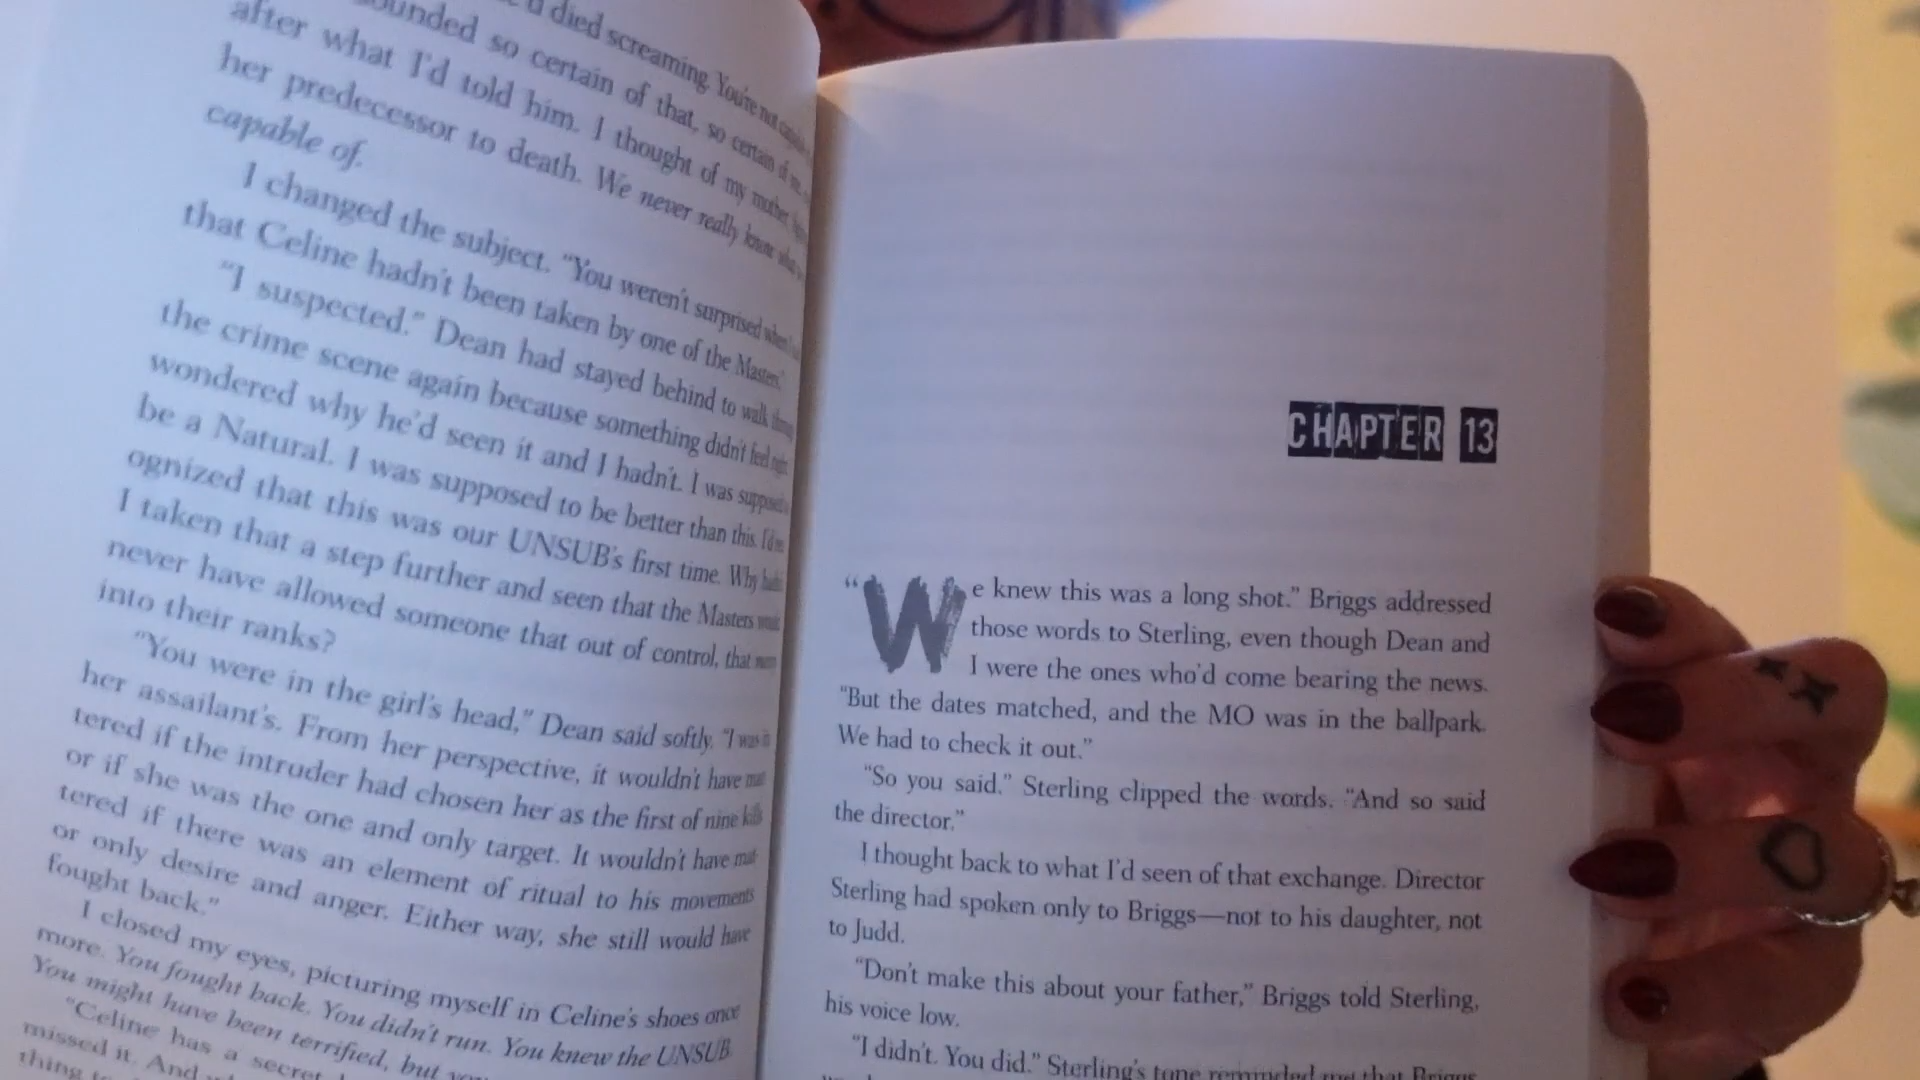 died screaming. You're not
ounded so certain of that, so certain of
after what I'd told him. I thought of my mother,
her predecessor to death. We never really know what
capable of.
I changed the subject. "You weren't surprised when
that Celine hadn't been taken by one of the Masters."
"I suspected." Dean had stayed behind to walk
the crime scene again because something didn't feel right.
wondered why he'd seen it and I hadn't. I was supposed
be a Natural. I was supposed to be better than this. I'd
ognized that this was our UNSUB's first time. Why
I taken that a step further and seen that the Masters
never have allowed someone that out of control, that
into their ranks?
"You were in the girl's head," Dean said softly. "I was in
her assailant's. From her perspective, it wouldn't have mat-
tered if the intruder had chosen her as the first of nine kills
or if she was the one and only target. It wouldn't have mat-
tered if there was an element of ritual to his movements
or only desire and anger. Either way, she still would have
fought back."
I closed my eyes, picturing myself in Celine's shoes once
more. You fought back. You didn't run. You knew the UNSUB.
You might have been terrified, but
"Celine has a secret
missed it. And
CHAPTER 13
"We knew this was a long shot." Briggs addressed
those words to Sterling, even though Dean and
I were the ones who'd come bearing the news.
"But the dates matched, and the MO was in the ballpark.
We had to check it out."
"So you said." Sterling clipped the words. "And so said
the director."
I thought back to what I'd seen of that exchange. Director
Sterling had spoken only to Briggs—not to his daughter, not
to Judd.
"Don't make this about your father," Briggs told Sterling,
his voice low.
"I didn't. You did." Sterling's tone reminded me that Briggs